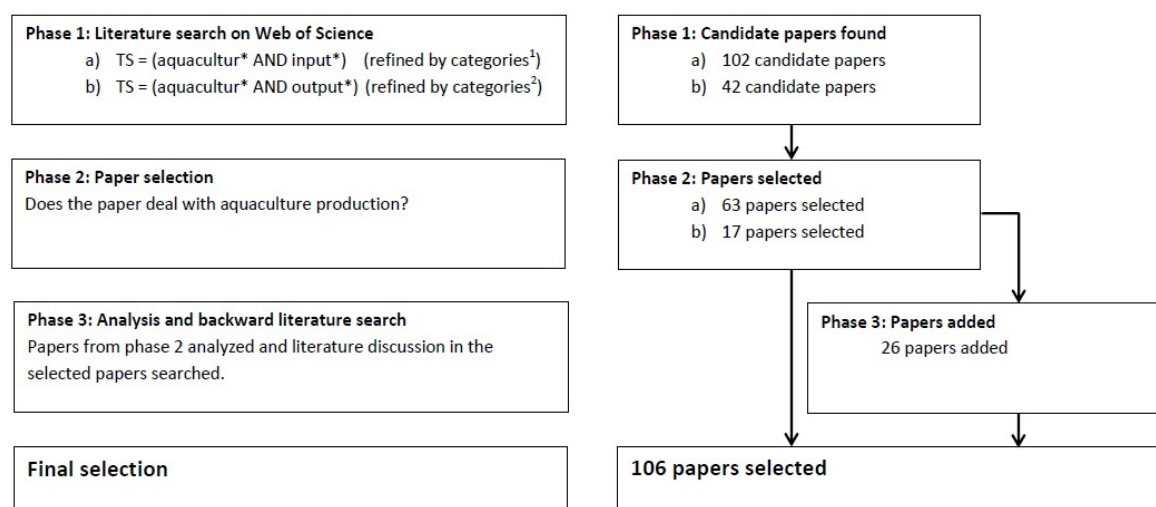 Phase 1: Literature search on Web of Science
a) TS = (aquacultur* AND input*) (refined by categories¹)
b) TS = (aquacultur* AND output*) (refined by categories²)
Phase 1: Candidate papers found
a) 102 candidate papers
b) 42 candidate papers
Phase 2: Paper selection
Does the paper deal with aquaculture production?
Phase 2: Papers selected
a) 63 papers selected
b) 17 papers selected
Phase 3: Analysis and backward literature search
Papers from phase 2 analyzed and literature discussion in the
selected papers searched.
Phase 3: Papers added
26 papers added
Final selection
106 papers selected